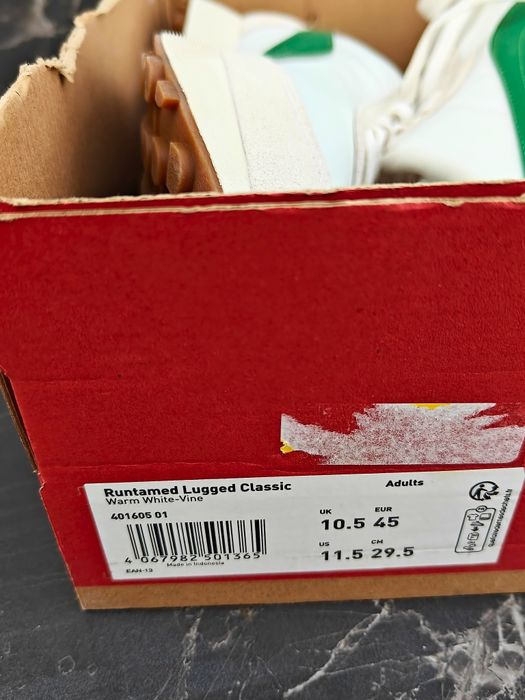 Runtamed Lugged Classic
Warm White-Vine
Adults
401605 01
UK EUR
10.5 45
US CM
11.5 29.5
4 067982 501365
Made in Indonesia
EAN-13